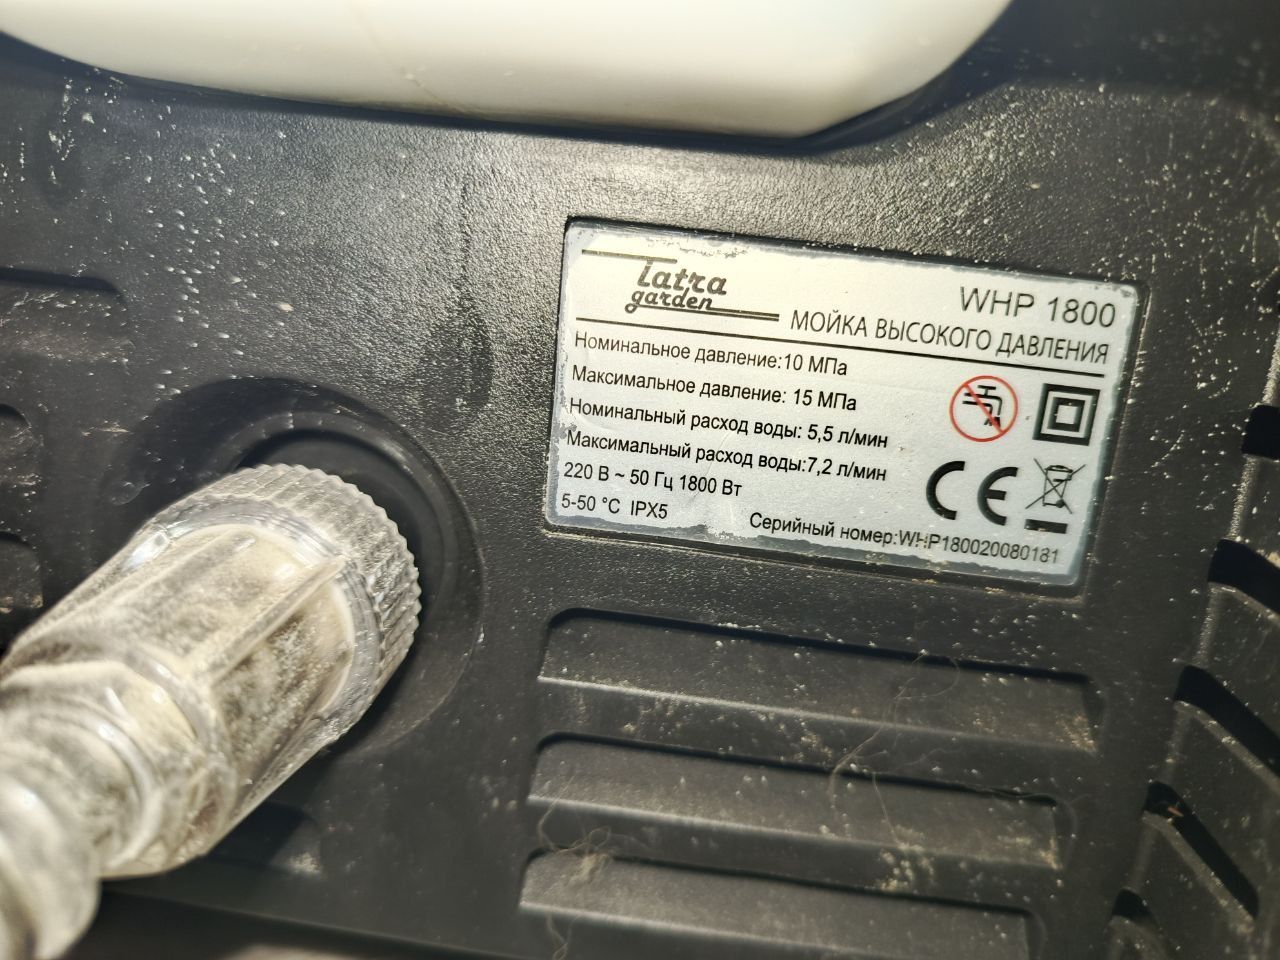 Tatra
garden
WHP 1800
МОЙКА ВЫСОКОГО ДАВЛЕНИЯ
Номинальное давление:10 МПа
Максимальное давление: 15 МПа
Номинальный расход воды: 5,5 л/мин
Максимальный расход воды:7,2 л/мин
220 В ~ 50 Гц 1800 Вт
5-50 °C IPX5
CE
Серийный номер:WHP180020080181